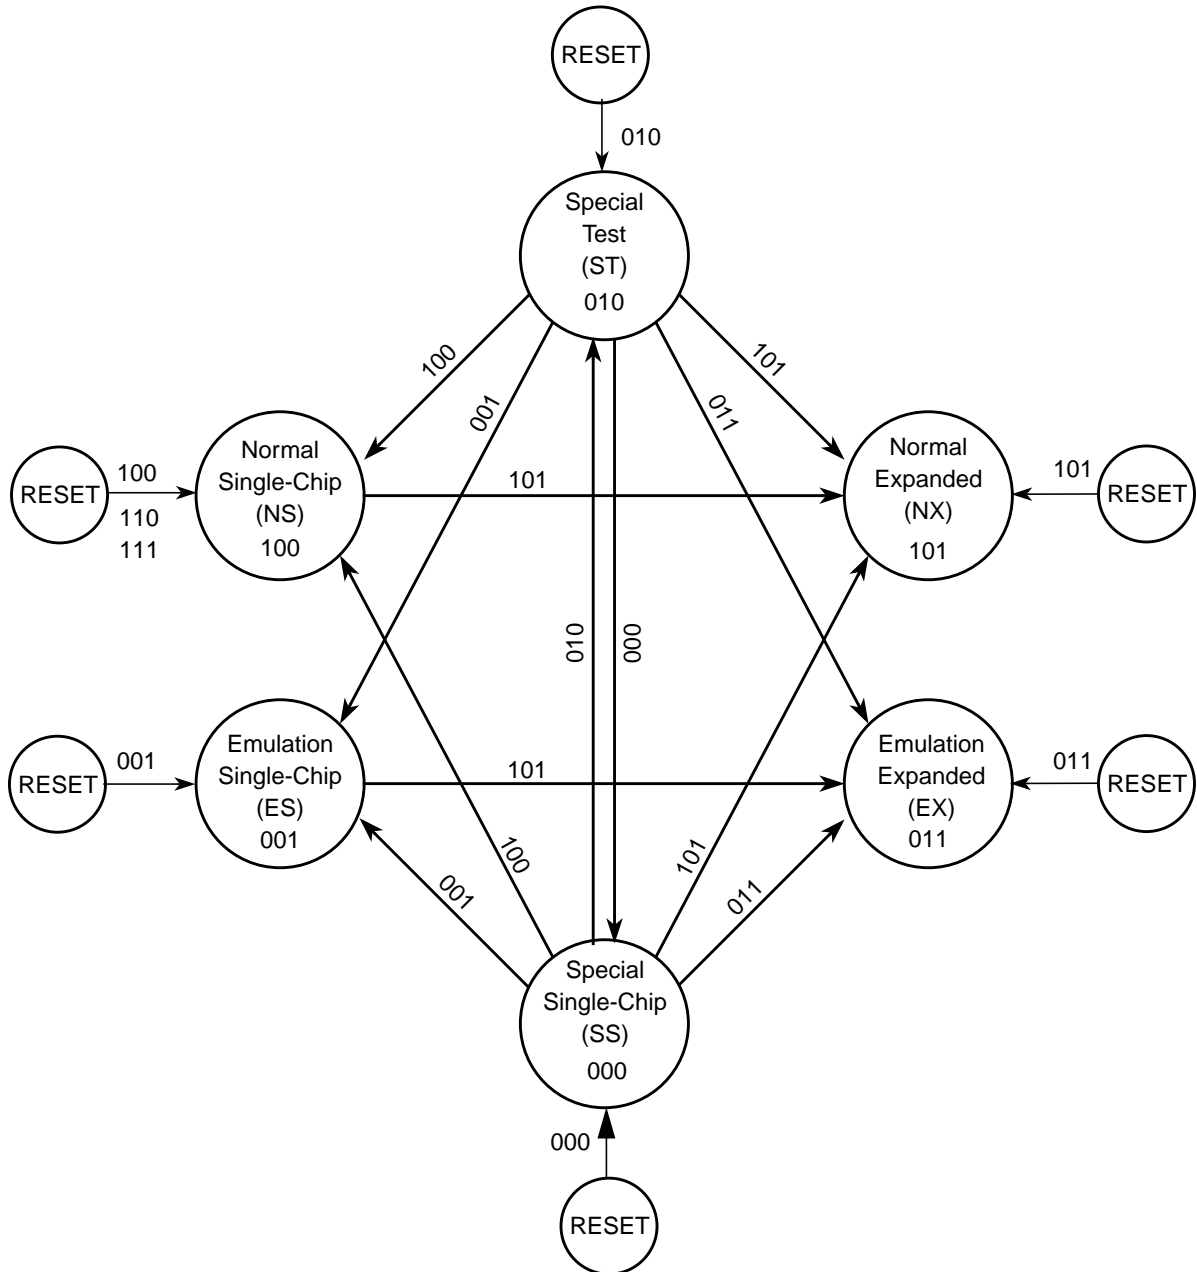 RESET
010
Special
Test
(ST)
010
100
101
001
011
Normal
Single-Chip
(NS)
100
Normal
Expanded
(NX)
101
RESET
100
110
111
101
101
RESET
010
000
Emulation
Single-Chip
(ES)
001
Emulation
Expanded
(EX)
011
RESET
001
101
011
RESET
001
100
101
011
Special
Single-Chip
(SS)
000
000
RESET